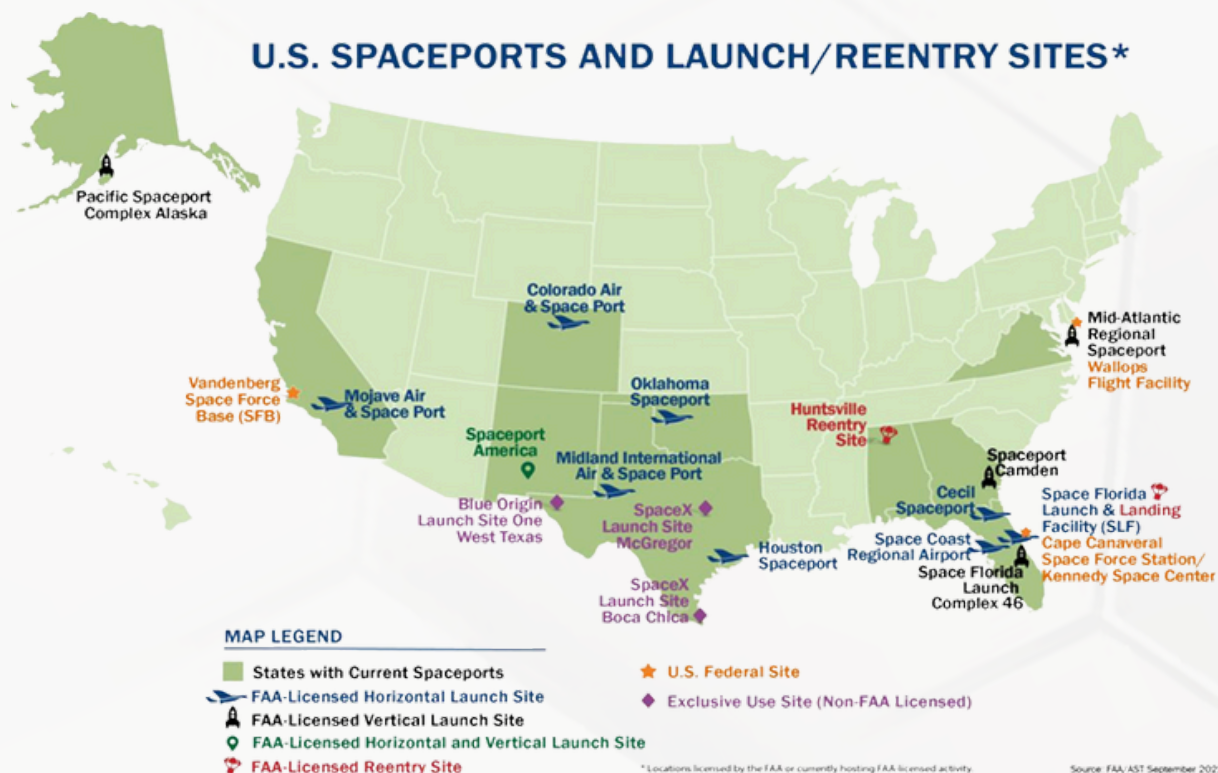 U.S. SPACEPORTS AND LAUNCH/REENTRY SITES*
Pacific Spaceport
Complex Alaska
Colorado Air
& Space Port
Mid-Atlantic
Regional
Spaceport
Wallops
Flight Facility
Vandenberg
Space Force
Base (SFB)
Mojave Air
& Space Port
Oklahoma
Spaceport
Huntsville
Reentry
Site
Spaceport
America
Midland International
Air & Space Port
Spaceport
Camden
Blue Origin
Launch Site One
West Texas
SpaceX
Launch Site
McGregor
Cecil
Spaceport
Space Florida
Launch & Landing
Facility (SLF)
Cape Canaveral
Space Force Station/
Kennedy Space Center
Houston
Spaceport
Space Coast
Regional Airport
Space Florida
Launch
Complex 46
SpaceX
Launch Site
Boca Chica
MAP LEGEND
States with Current Spaceports
FAA-Licensed Horizontal Launch Site
FAA-Licensed Vertical Launch Site
FAA-Licensed Horizontal and Vertical Launch Site
FAA-Licensed Reentry Site
U.S. Federal Site
Exclusive Use Site (Non-FAA Licensed)
* Locations licensed by the FAA or currently hosting FAA-licensed activity.
Source: FAA/AST September